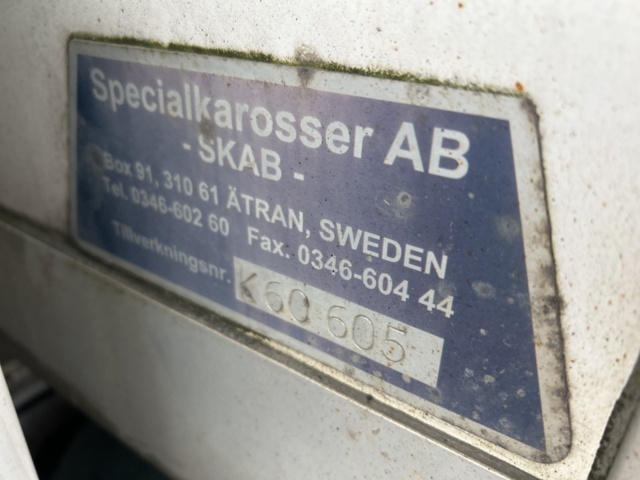 Specialkarosser AB
- SKAB -
Box 91, 310 61 ÄTRAN, SWEDEN
Tel. 0346-602 60 Fax. 0346-604 44
Tillverkningsnr. K60 605